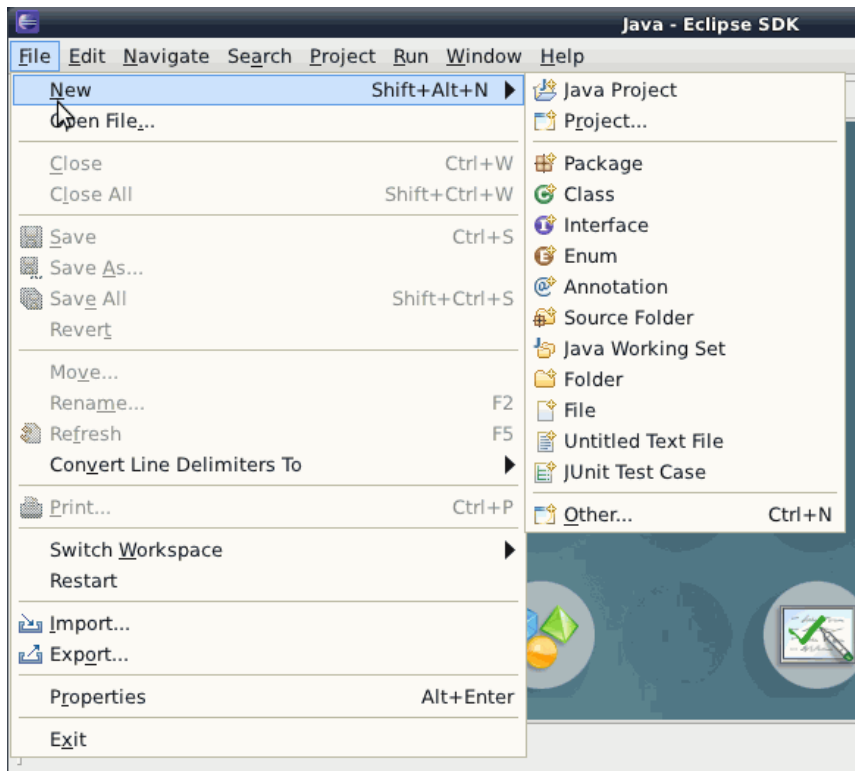 Java - Eclipse SDK
File Edit Navigate Search Project Run Window Help
New Shift+Alt+N
Open File...
Close Ctrl+W
Close All Shift+Ctrl+W
Save Ctrl+S
Save As...
Save All Shift+Ctrl+S
Revert
Move...
Rename... F2
Refresh F5
Convert Line Delimiters To
Print... Ctrl+P
Switch Workspace
Restart
Import...
Export...
Properties Alt+Enter
Exit
Java Project
Project...
Package
Class
Interface
Enum
Annotation
Source Folder
Java Working Set
Folder
File
Untitled Text File
JUnit Test Case
Other... Ctrl+N